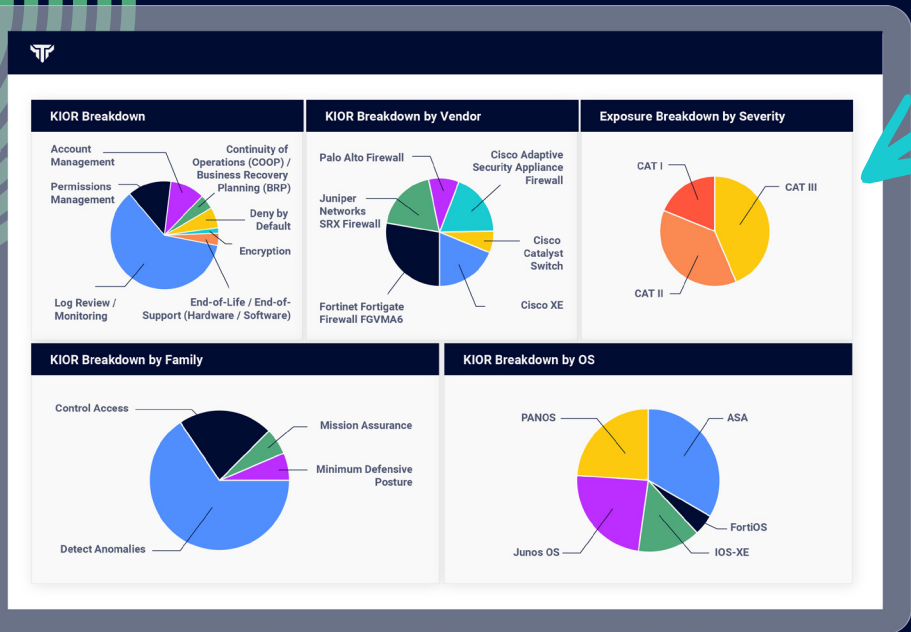 KIOR Breakdown
Account
Management
Continuity of
Operations (COOP) /
Business Recovery
Planning (BRP)
Permissions
Management
Deny by
Default
Encryption
Log Review /
Monitoring
End-of-Life / End-of-
Support (Hardware / Software)
KIOR Breakdown by Vendor
Palo Alto Firewall
Cisco Adaptive
Security Appliance
Firewall
Juniper
Networks
SRX Firewall
Cisco
Catalyst
Switch
Fortinet Fortigate
Firewall FGVMA6
Cisco XE
Exposure Breakdown by Severity
CAT I
CAT III
CAT II
KIOR Breakdown by Family
Control Access
Mission Assurance
Minimum Defensive
Posture
Detect Anomalies
KIOR Breakdown by OS
PANOS
ASA
FortiOS
Junos OS
IOS-XE